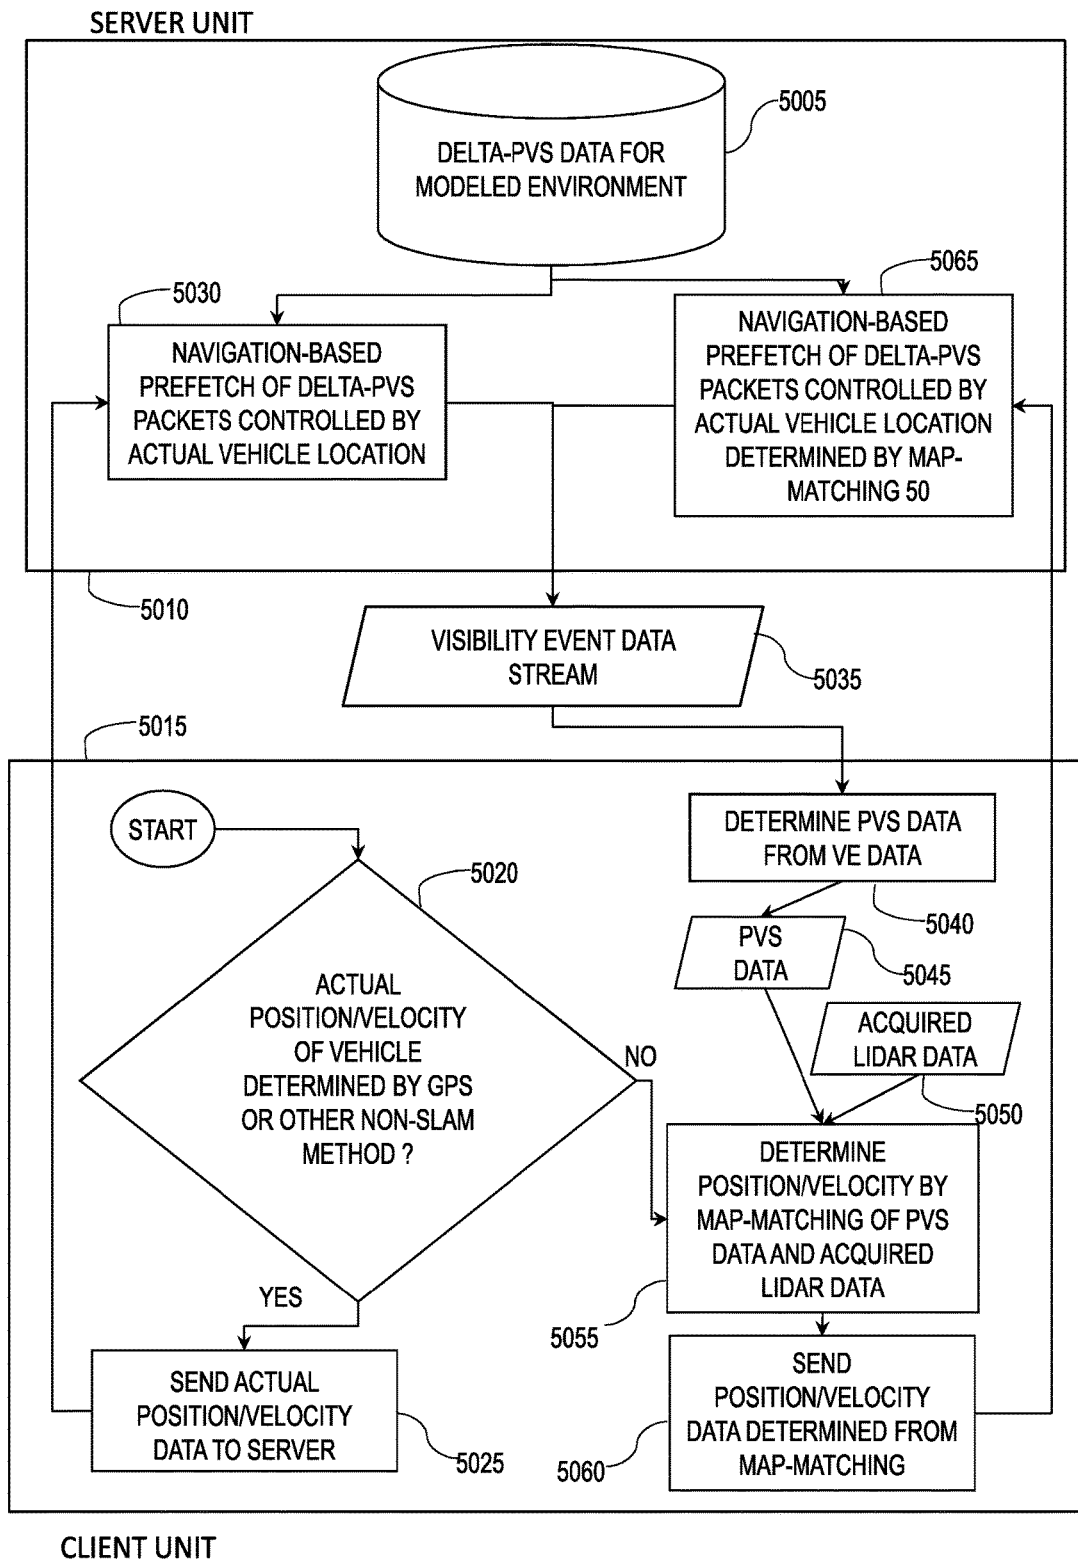 SERVER UNIT
5005
DELTA-PVS DATA FOR
MODELED ENVIRONMENT
5030
5065
NAVIGATION-BASED
PREFETCH OF DELTA-PVS
PACKETS CONTROLLED BY
ACTUAL VEHICLE LOCATION
NAVIGATION-BASED
PREFETCH OF DELTA-PVS
PACKETS CONTROLLED BY
ACTUAL VEHICLE LOCATION
DETERMINED BY MAP-
MATCHING 50
5010
VISIBILITY EVENT DATA
STREAM
5035
5015
START
DETERMINE PVS DATA
FROM VE DATA
5020
5040
PVS
DATA
5045
ACTUAL
POSITION/VELOCITY
OF VEHICLE
DETERMINED BY GPS
OR OTHER NON-SLAM
METHOD ?
ACQUIRED
LIDAR DATA
NO
5050
DETERMINE
POSITION/VELOCITY BY
MAP-MATCHING OF PVS
DATA AND ACQUIRED
LIDAR DATA
YES
5055
SEND ACTUAL
POSITION/VELOCITY
DATA TO SERVER
5025
SEND
POSITION/VELOCITY
DATA DETERMINED FROM
MAP-MATCHING
5060
CLIENT UNIT